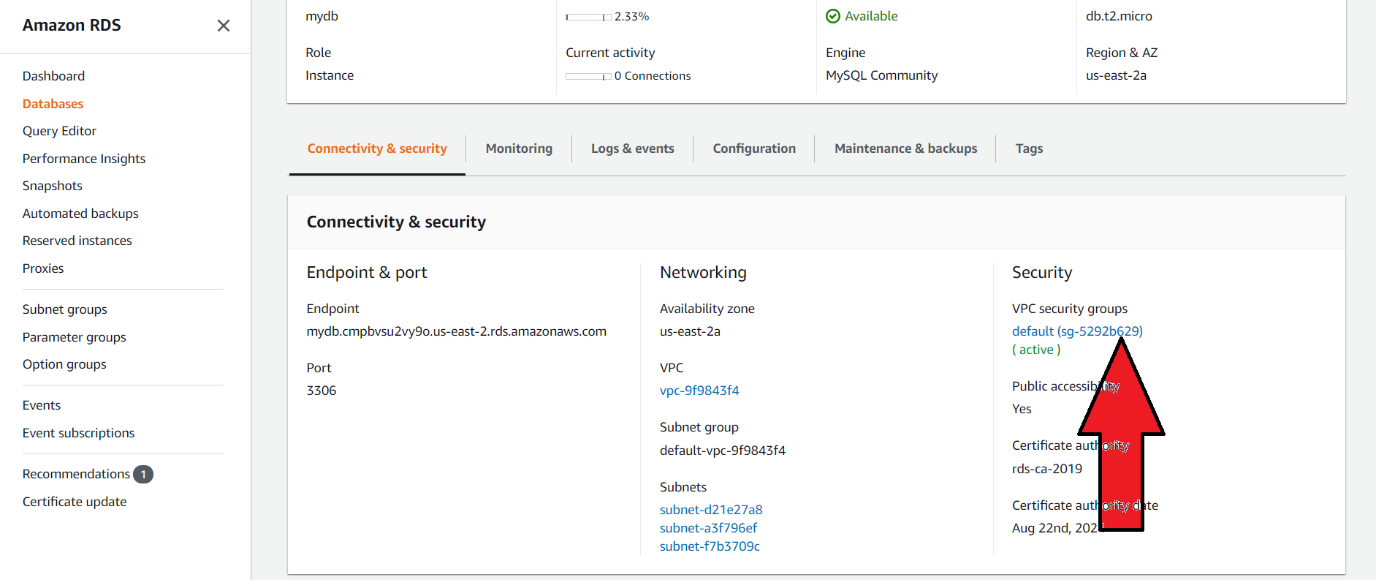 Amazon RDS
Dashboard
Databases
Query Editor
Performance Insights
Snapshots
Automated backups
Reserved instances
Proxies
Subnet groups
Parameter groups
Option groups
Events
Event subscriptions
Recommendations 1
Certificate update
mydb
2.33%
Available
db.t2.micro
Role
Current activity
Engine
Region & AZ
Instance
0 Connections
MySQL Community
us-east-2a
Connectivity & security
Monitoring
Logs & events
Configuration
Maintenance & backups
Tags
Connectivity & security
Endpoint & port
Endpoint
mydb.cmpbvsu2vy9o.us-east-2.rds.amazonaws.com
Port
3306
Networking
Availability zone
us-east-2a
VPC
vpc-9f9843f4
Subnet group
default-vpc-9f9843f4
Subnets
subnet-d21e27a8
subnet-a3f796ef
subnet-f7b3709c
Security
VPC security groups
default (sg-5292b629)
( active )
Public accessibility
Yes
Certificate authority
rds-ca-2019
Certificate authority date
Aug 22nd,